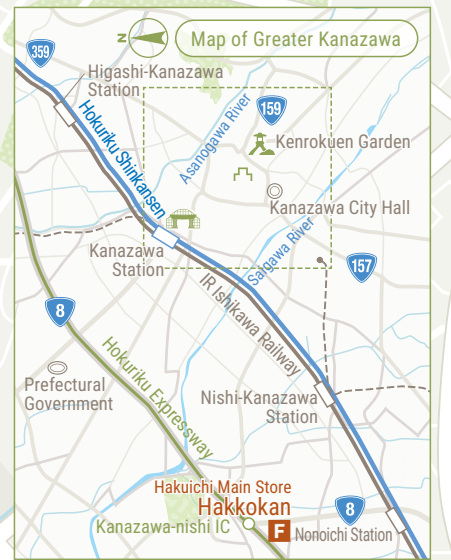 N
Map of Greater Kanazawa
359
Higashi-Kanazawa
Station
Hokuriku Shinkansen
Asanogawa River
159
Kenrokuen Garden
Kanazawa City Hall
Kanazawa
Station
Saigawa River
157
IR Ishikawa Railway
8
Hokuriku Expressway
Prefectural
Government
Nishi-Kanazawa
Station
Hakuichi Main Store
Hakkokan
Kanazawa-nishi IC
F
8
Nonoichi Station